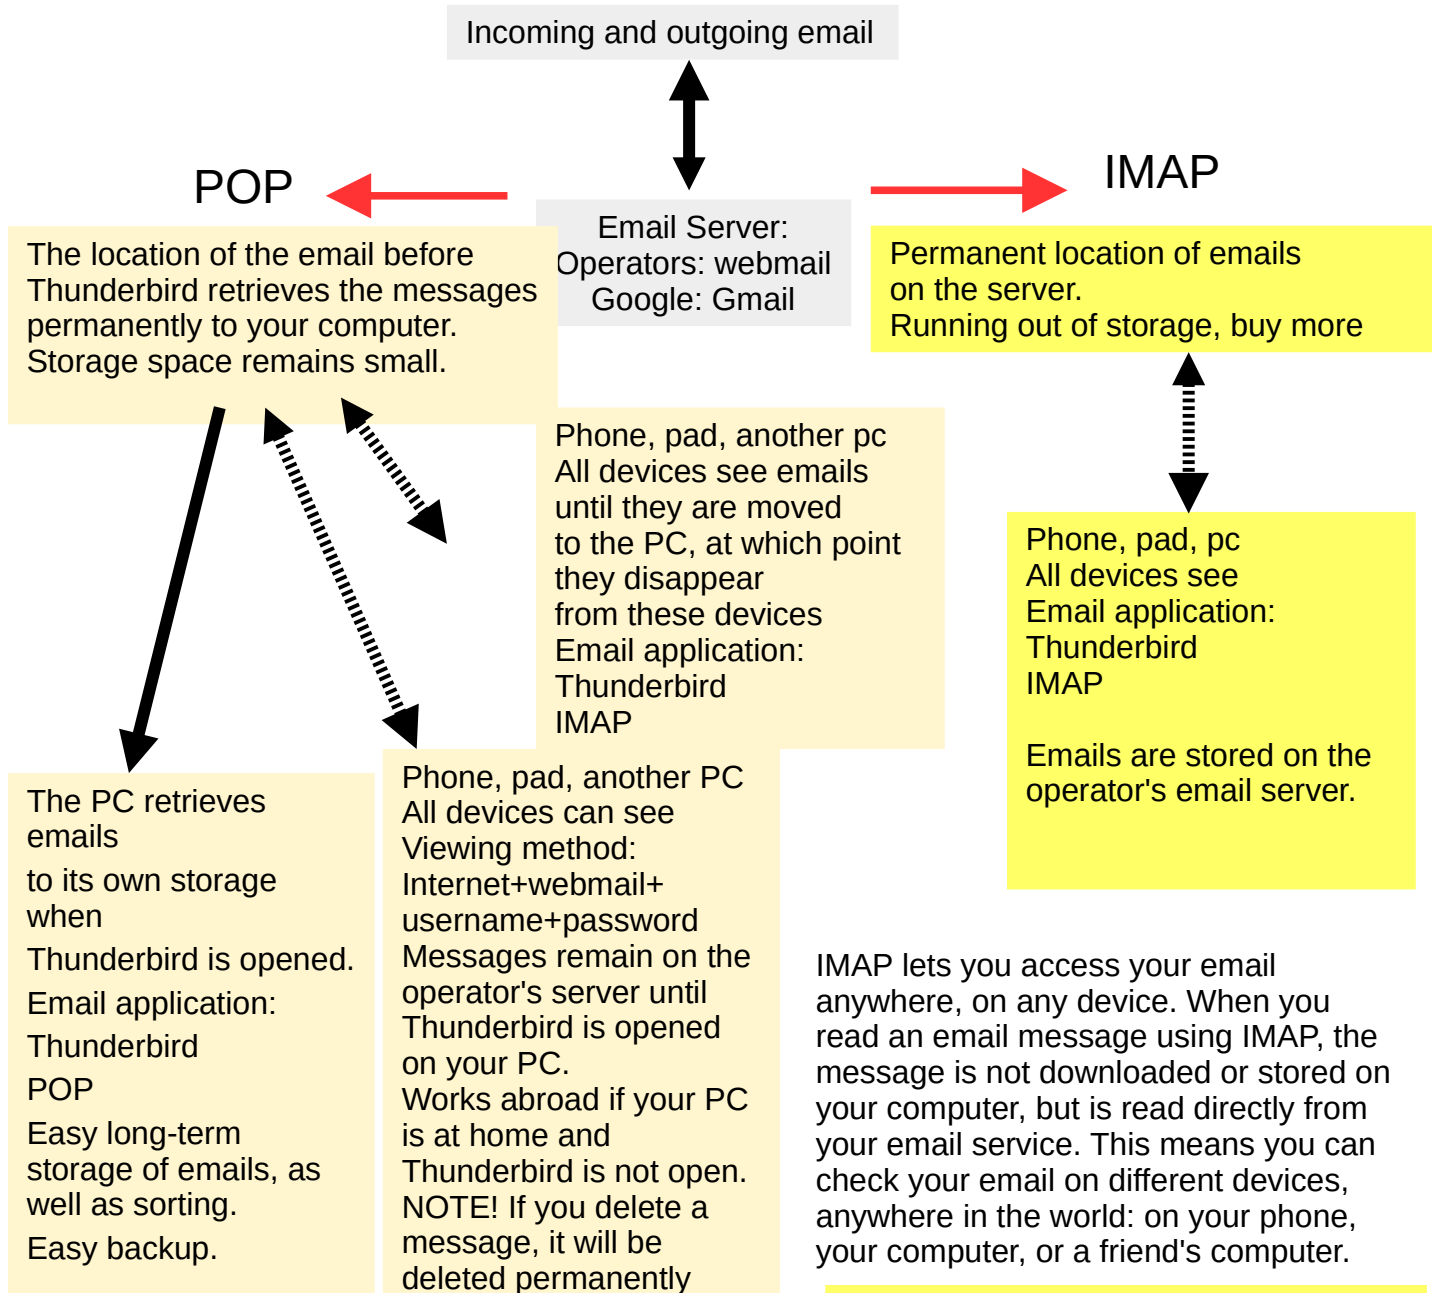 Incoming and outgoing email
POP
IMAP
Email Server:
Operators: webmail
Google: Gmail
The location of the email before
Thunderbird retrieves the messages
permanently to your computer.
Storage space remains small.
Permanent location of emails
on the server.
Running out of storage, buy more
Phone, pad, another pc
All devices see emails
until they are moved
to the PC, at which point
they disappear
from these devices
Email application:
Thunderbird
IMAP
Phone, pad, pc
All devices see
Email application:
Thunderbird
IMAP
Emails are stored on the
operator's email server.
The PC retrieves
emails
to its own storage
when
Thunderbird is opened.
Email application:
Thunderbird
POP
Easy long-term
storage of emails, as
well as sorting.
Easy backup.
Phone, pad, another PC
All devices can see
Viewing method:
Internet+webmail+
username+password
Messages remain on the
operator's server until
Thunderbird is opened
on your PC.
Works abroad if your PC
is at home and
Thunderbird is not open.
NOTE! If you delete a
message, it will be
deleted permanently
IMAP lets you access your email
anywhere, on any device. When you
read an email message using IMAP, the
message is not downloaded or stored on
your computer, but is read directly from
your email service. This means you can
check your email on different devices,
anywhere in the world: on your phone,
your computer, or a friend's computer.